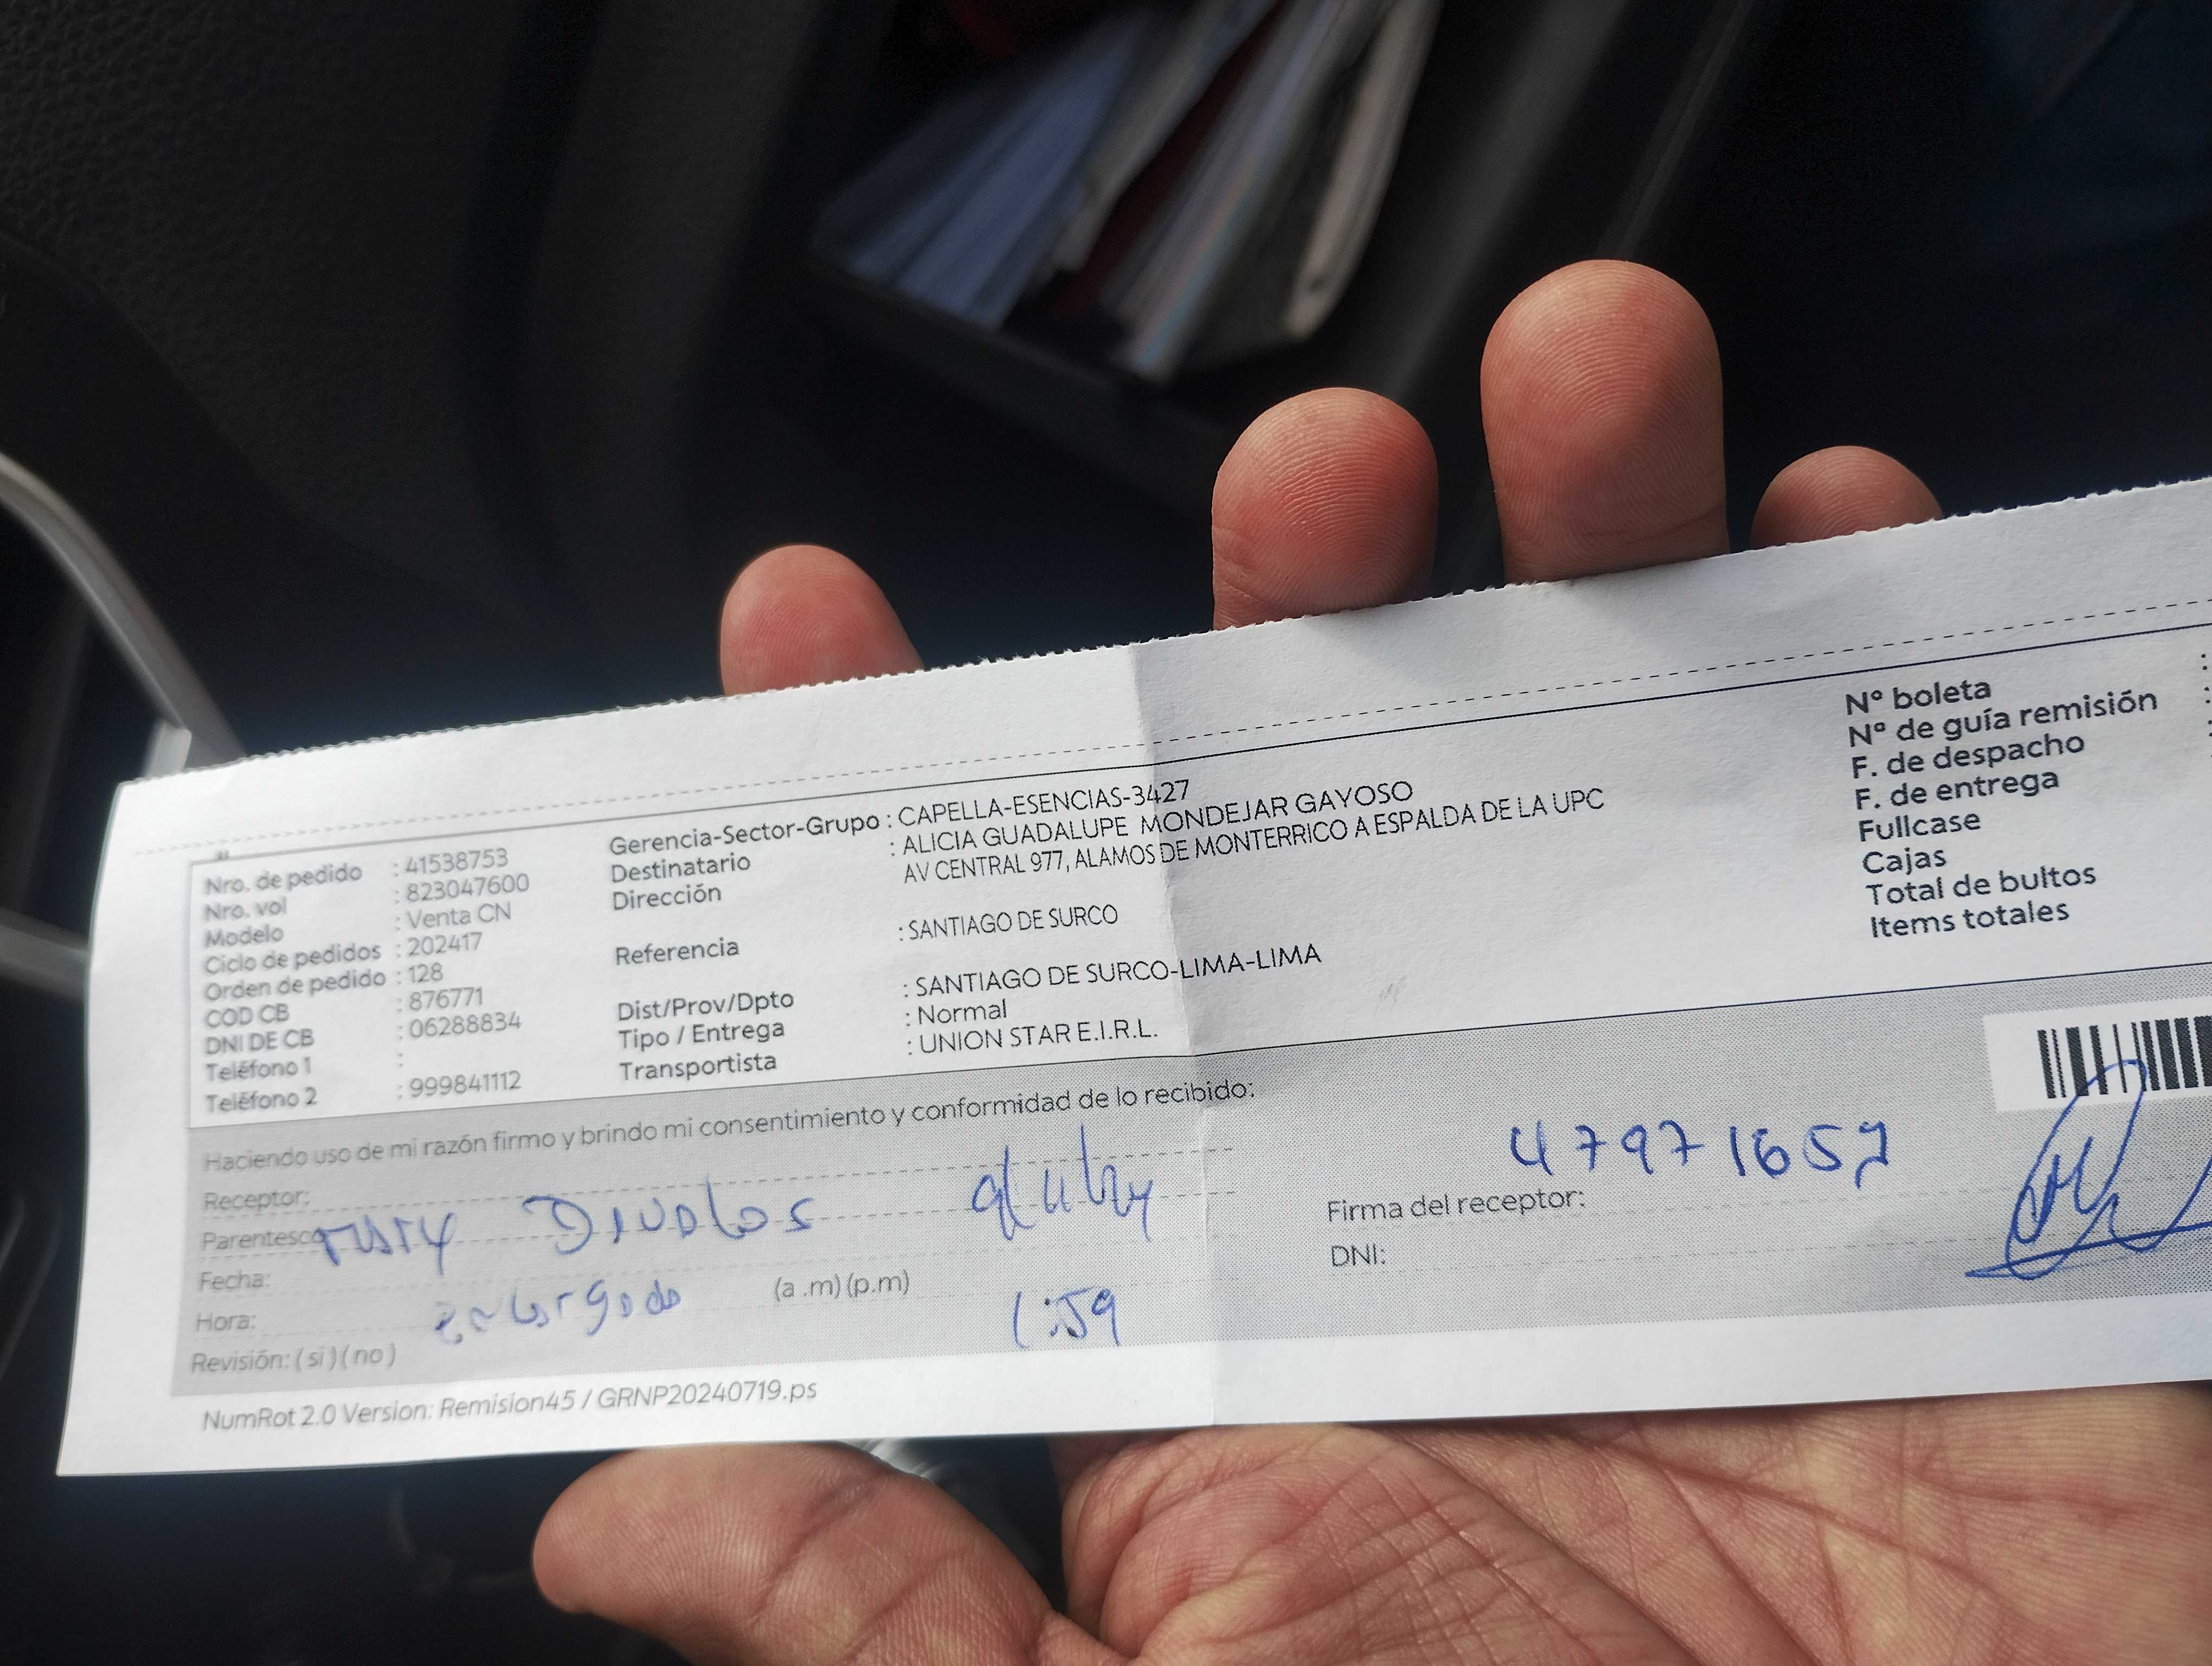 Nro. de pedido : 41538753
Nro. vol : 823047600
Modelo : Venta CN
Ciclo de pedidos : 202417
Orden de pedido : 128
COD CB : 876771
DNI DE CB : 06288834
Teléfono 1 :
Teléfono 2 : 999841112
Gerencia-Sector-Grupo : CAPELLA-ESENCIAS-3427
Destinatario : ALICIA GUADALUPE MONDEJAR GAYOSO
Dirección AV CENTRAL 977, ALAMOS DE MONTERRICO A ESPALDA DE LA UPC
Referencia : SANTIAGO DE SURCO
Dist/Prov/Dpto : SANTIAGO DE SURCO-LIMA-LIMA
Tipo / Entrega : Normal
Transportista : UNION STAR E.I.R.L.
N° boleta :
N° de guía remisión :
F. de despacho :
F. de entrega
Fullcase
Cajas
Total de bultos
Items totales
Haciendo uso de mi razón firmo y brindo mi consentimiento y conformidad de lo recibido:
Receptor:
Parentesco
Fecha:
Hora: (a .m) (p.m)
Revisión: ( si ) ( no )
encargado
1:59
47971657
Firma del receptor:
DNI:
NumRot 2.0 Version: Remision45 / GRNP20240719.ps